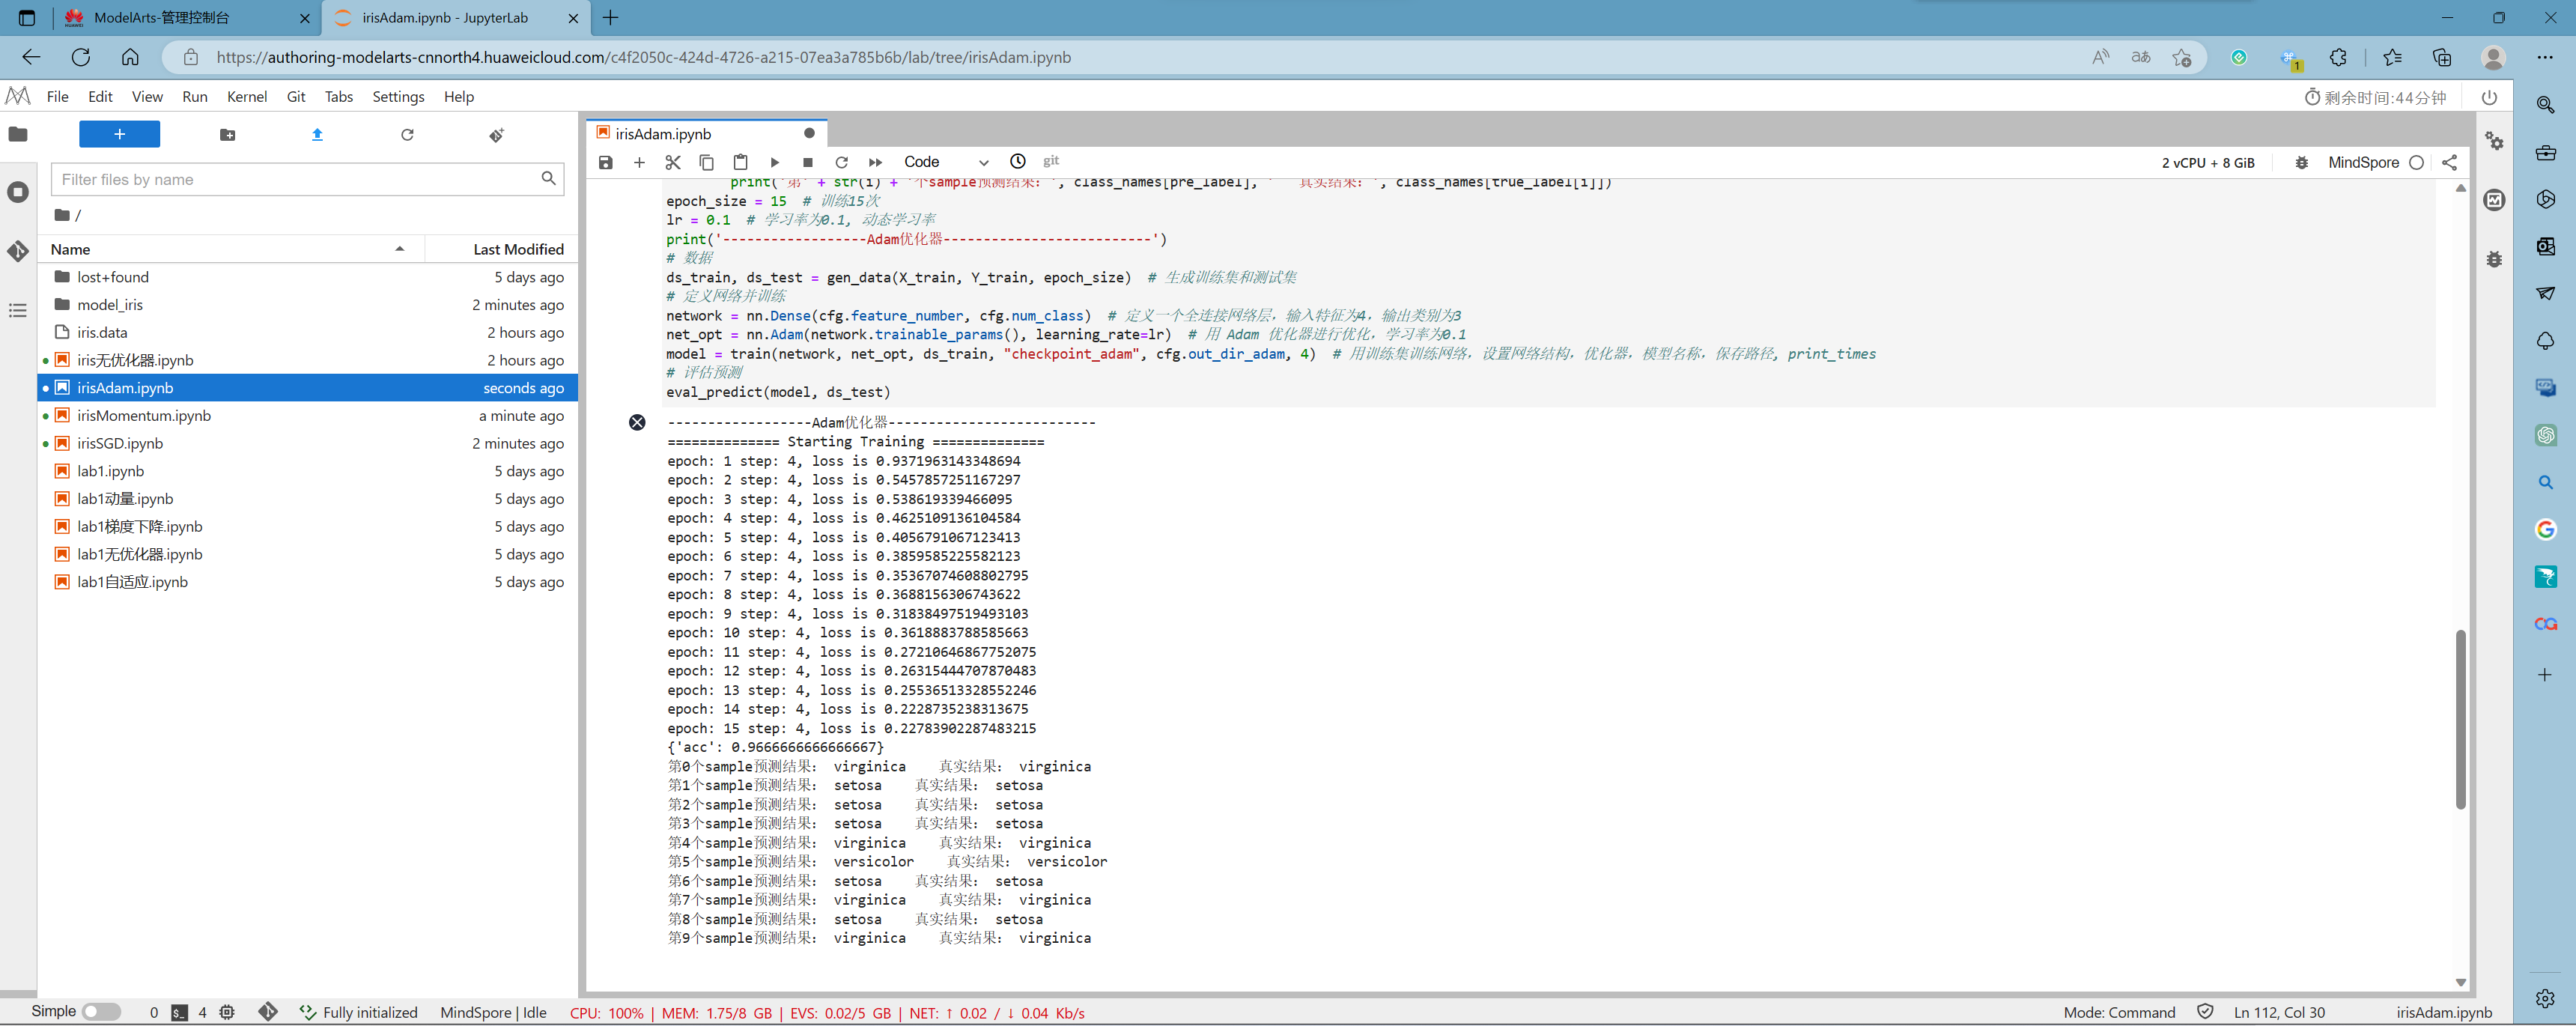 ModelArts-管理控制台
irisAdam.ipynb - JupyterLab
https://authoring-modelarts-cnnorth4.huaweicloud.com/c4f2050c-424d-4726-a215-07ea3a785b6b/lab/tree/irisAdam.ipynb
1
File Edit View Run Kernel Git Tabs Settings Help
剩余时间:44分钟
Filter files by name
/
Name Last Modified
lost+found 5 days ago
model_iris 2 minutes ago
iris.data 2 hours ago
iris无优化器.ipynb 2 hours ago
irisAdam.ipynb seconds ago
irisMomentum.ipynb a minute ago
irisSGD.ipynb 2 minutes ago
lab1.ipynb 5 days ago
lab1动量.ipynb 5 days ago
lab1梯度下降.ipynb 5 days ago
lab1无优化器.ipynb 5 days ago
lab1自适应.ipynb 5 days ago
irisAdam.ipynb
Code git 2 vCPU + 8 GiB MindSpore
print('第' + str(i) + '个sample预测结果: ', class_names[pre_label], ' 真实结果: ', class_names[true_label[i]])
epoch_size = 15 # 训练15次
lr = 0.1 # 学习率为0.1, 动态学习率
print('------------------Adam优化器--------------------------')
# 数据
ds_train, ds_test = gen_data(X_train, Y_train, epoch_size) # 生成训练集和测试集
# 定义网络并训练
network = nn.Dense(cfg.feature_number, cfg.num_class) # 定义一个全连接网络层，输入特征为4，输出类别为3
net_opt = nn.Adam(network.trainable_params(), learning_rate=lr) # 用 Adam 优化器进行优化，学习率为0.1
model = train(network, net_opt, ds_train, "checkpoint_adam", cfg.out_dir_adam, 4) # 用训练集训练网络，设置网络结构，优化器，模型名称，保存路径, print_times
# 评估预测
eval_predict(model, ds_test)
------------------Adam优化器--------------------------
============== Starting Training ==============
epoch: 1 step: 4, loss is 0.9371963143348694
epoch: 2 step: 4, loss is 0.5457857251167297
epoch: 3 step: 4, loss is 0.538619339466095
epoch: 4 step: 4, loss is 0.4625109136104584
epoch: 5 step: 4, loss is 0.4056791067123413
epoch: 6 step: 4, loss is 0.3859585225582123
epoch: 7 step: 4, loss is 0.35367074608802795
epoch: 8 step: 4, loss is 0.3688156306743622
epoch: 9 step: 4, loss is 0.31838497519493103
epoch: 10 step: 4, loss is 0.3618883788585663
epoch: 11 step: 4, loss is 0.27210646867752075
epoch: 12 step: 4, loss is 0.26315444707870483
epoch: 13 step: 4, loss is 0.25536513328552246
epoch: 14 step: 4, loss is 0.2228735238313675
epoch: 15 step: 4, loss is 0.22783902287483215
{'acc': 0.9666666666666667}
第0个sample预测结果: virginica 真实结果: virginica
第1个sample预测结果: setosa 真实结果: setosa
第2个sample预测结果: setosa 真实结果: setosa
第3个sample预测结果: setosa 真实结果: setosa
第4个sample预测结果: virginica 真实结果: virginica
第5个sample预测结果: versicolor 真实结果: versicolor
第6个sample预测结果: setosa 真实结果: setosa
第7个sample预测结果: virginica 真实结果: virginica
第8个sample预测结果: setosa 真实结果: setosa
第9个sample预测结果: virginica 真实结果: virginica
Simple 0 4 Fully initialized MindSpore | Idle CPU: 100% | MEM: 1.75/8 GB | EVS: 0.02/5 GB | NET: ↑ 0.02 / ↓ 0.04 Kb/s Mode: Command Ln 112, Col 30 irisAdam.ipynb